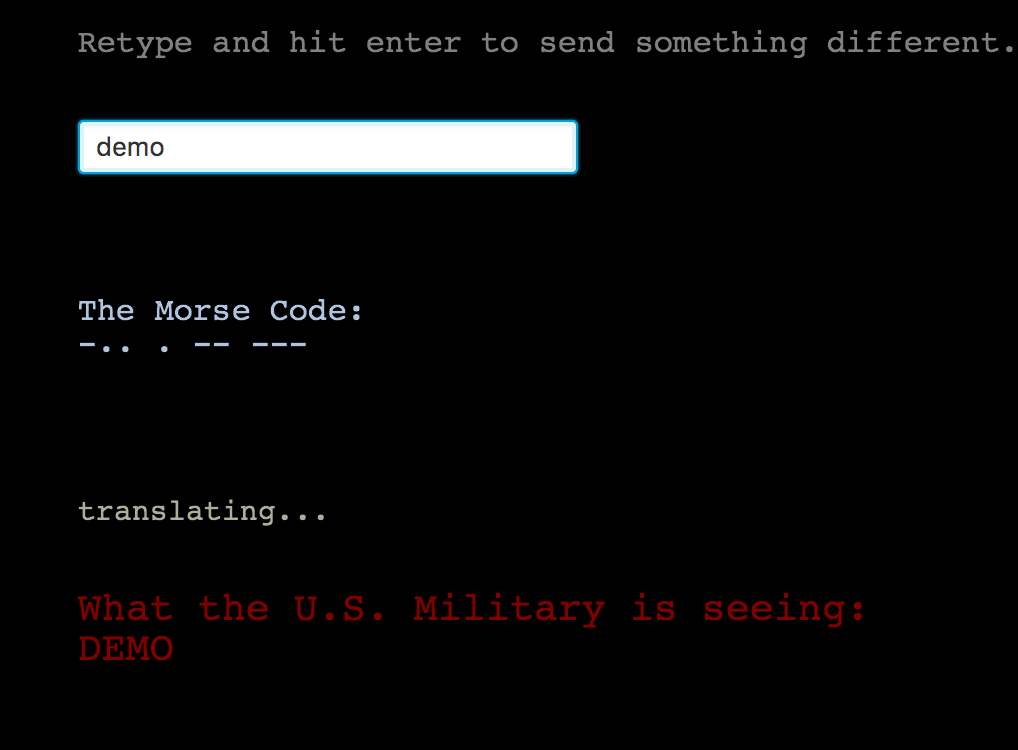 Retype and hit enter to send something different.
demo
The Morse Code:
-.. . -- ---
translating...
What the U.S. Military is seeing:
DEMO